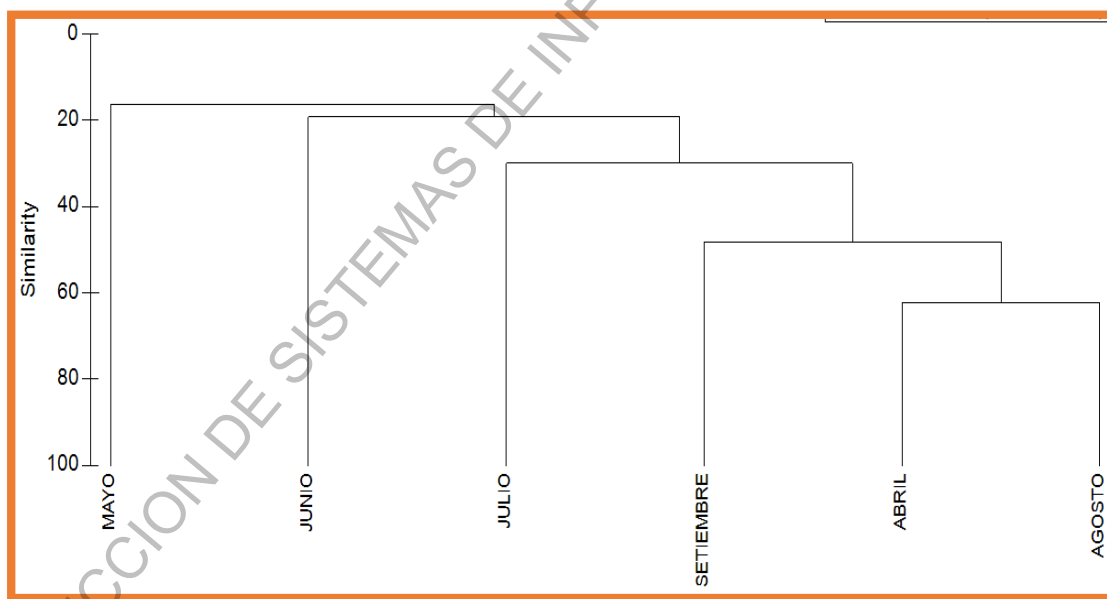 0
20
40
60
80
100
Similarity
MAYO
JUNIO
JULIO
SETIEMBRE
ABRIL
AGOSTO
CCION DE SISTEMAS DE INF